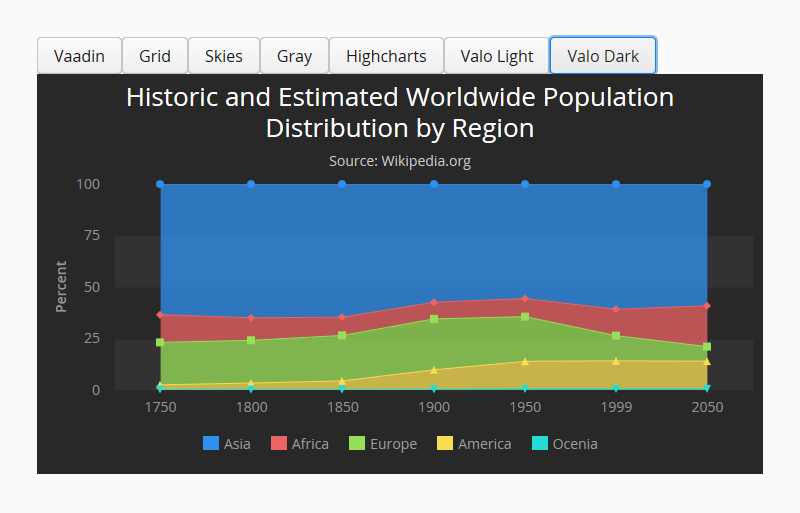 Vaadin Grid Skies Gray Highcharts Valo Light Valo Dark
Historic and Estimated Worldwide Population
Distribution by Region
Source: Wikipedia.org
Percent
100
75
50
25
0
1750 1800 1850 1900 1950 1999 2050
Asia Africa Europe America Ocenia